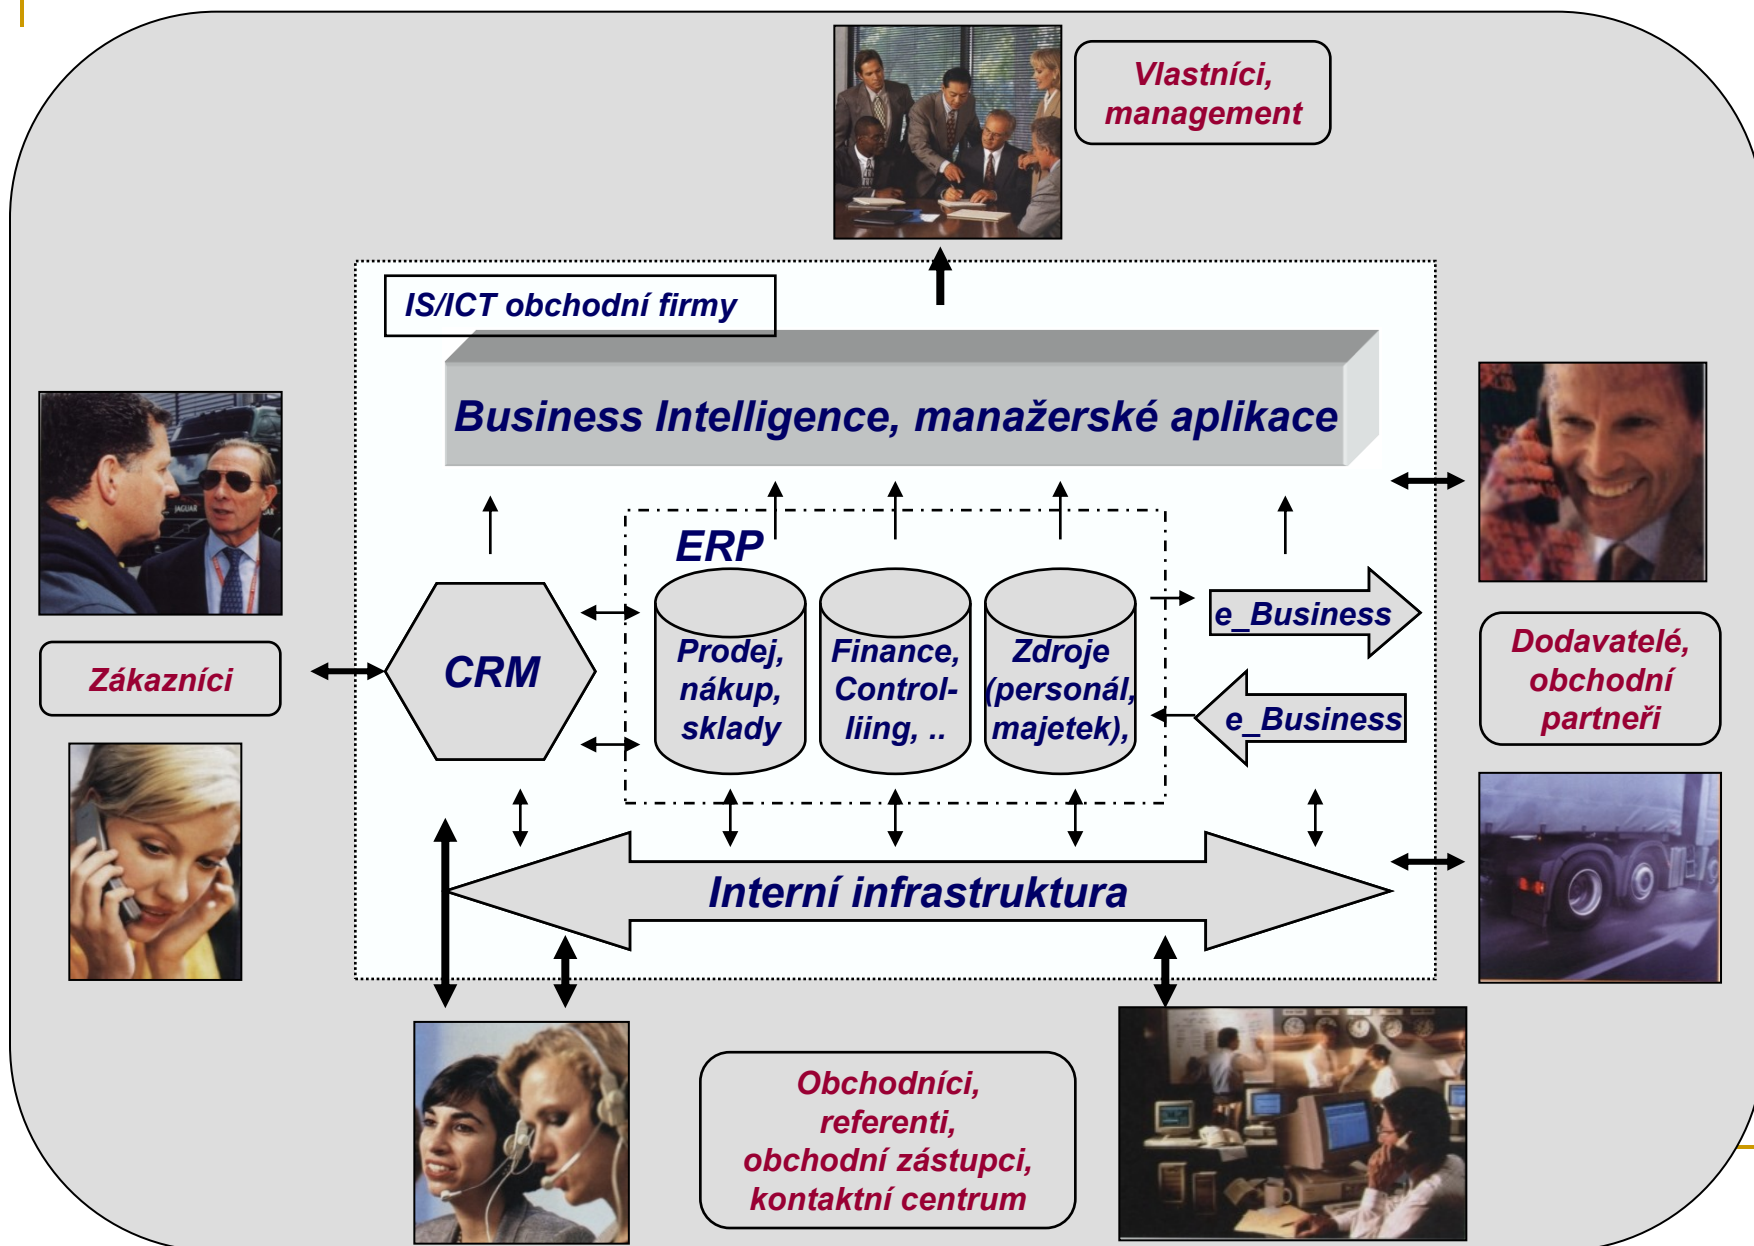 Vlastníci,
management
IS/ICT obchodní firmy
Business Intelligence, manažerské aplikace
ERP
CRM
Prodej,
nákup,
sklady
Finance,
Control-
liing, ..
Zdroje
(personál,
majetek),
e_Business
e_Business
Zákazníci
Dodavatelé,
obchodní
partneři
Interní infrastruktura
Obchodníci,
referenti,
obchodní zástupci,
kontaktní centrum
JAGUAR